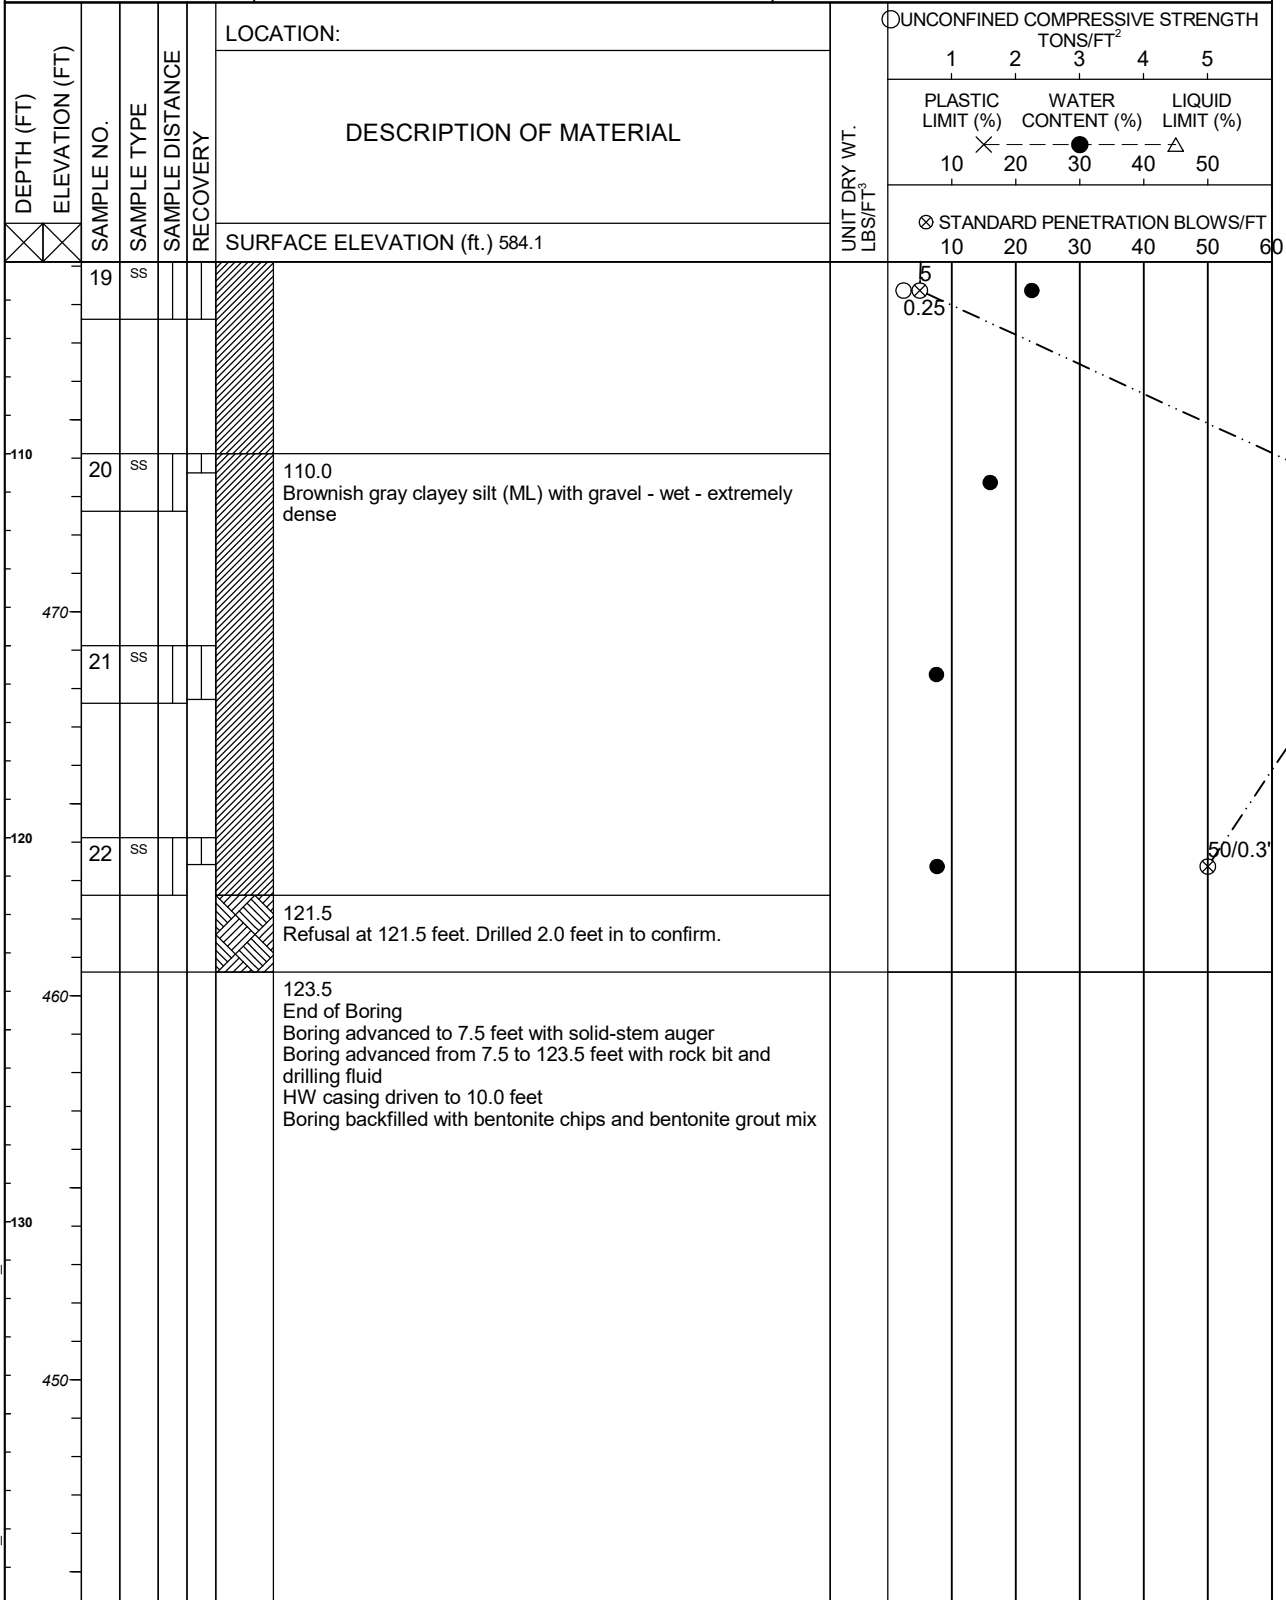 LOCATION:
DEPTH (FT)
ELEVATION (FT)
SAMPLE NO.
SAMPLE TYPE
SAMPLE DISTANCE
RECOVERY
DESCRIPTION OF MATERIAL
SURFACE ELEVATION (ft.) 584.1
UNIT DRY WT.
LBS/FT³
UNCONFINED COMPRESSIVE STRENGTH
TONS/FT²
1 2 3 4 5
PLASTIC WATER LIQUID
LIMIT (%) CONTENT (%) LIMIT (%)
10 20 30 40 50
⊗ STANDARD PENETRATION BLOWS/FT
10 20 30 40 50 60
19 SS
5
0.25
110
20 SS
110.0
Brownish gray clayey silt (ML) with gravel - wet - extremely
dense
470
21 SS
120
22 SS
50/0.3'
121.5
Refusal at 121.5 feet. Drilled 2.0 feet in to confirm.
460
123.5
End of Boring
Boring advanced to 7.5 feet with solid-stem auger
Boring advanced from 7.5 to 123.5 feet with rock bit and
drilling fluid
HW casing driven to 10.0 feet
Boring backfilled with bentonite chips and bentonite grout mix
130
450